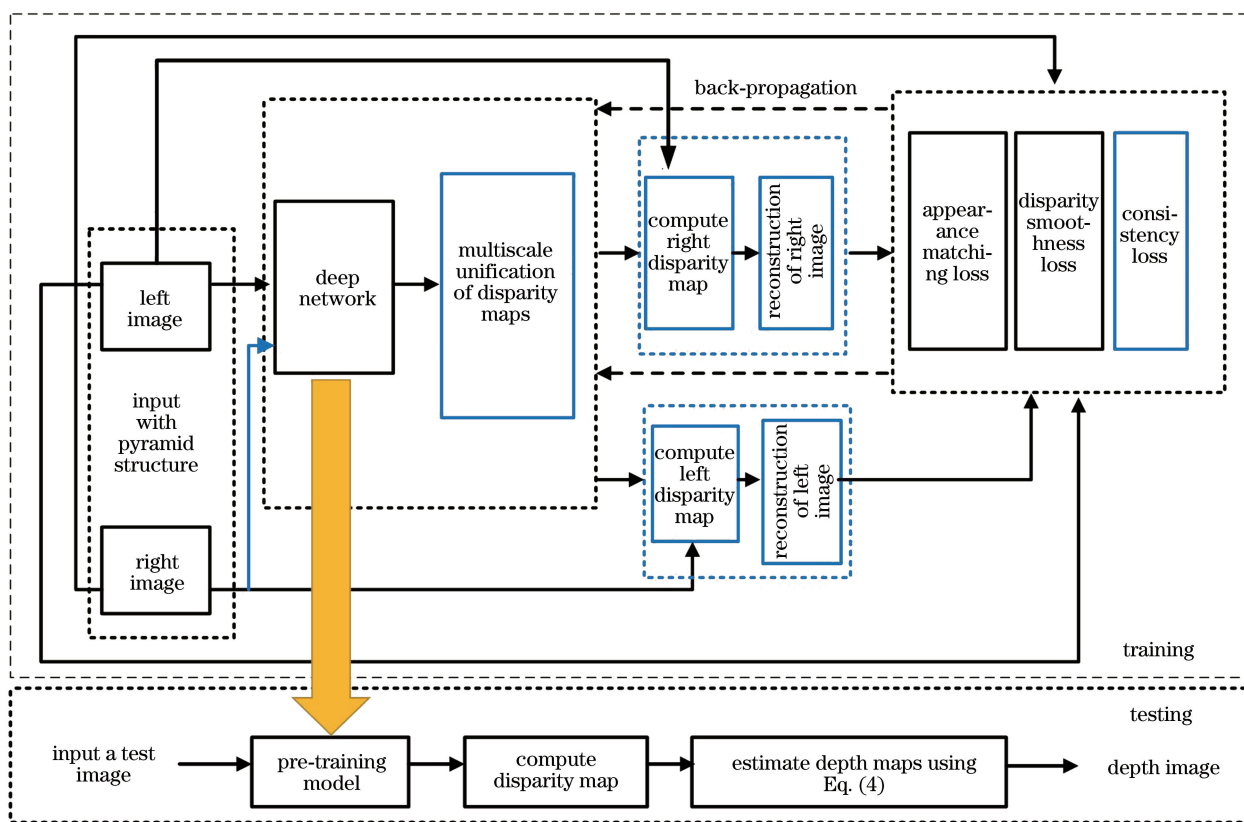 back-propagation
left
image
input
with
pyramid
structure
right
image
deep
network
multiscale
unification
of disparity
maps
compute
right
disparity
map
reconstruction
of right
image
compute
left
disparity
map
reconstruction
of left
image
appear-
ance
matchi-
ng loss
disparity
smoot-
hness
loss
consi-
stency
loss
training
testing
input a test
image
pre-training
model
compute
disparity map
estimate depth maps using
Eq. (4)
depth image